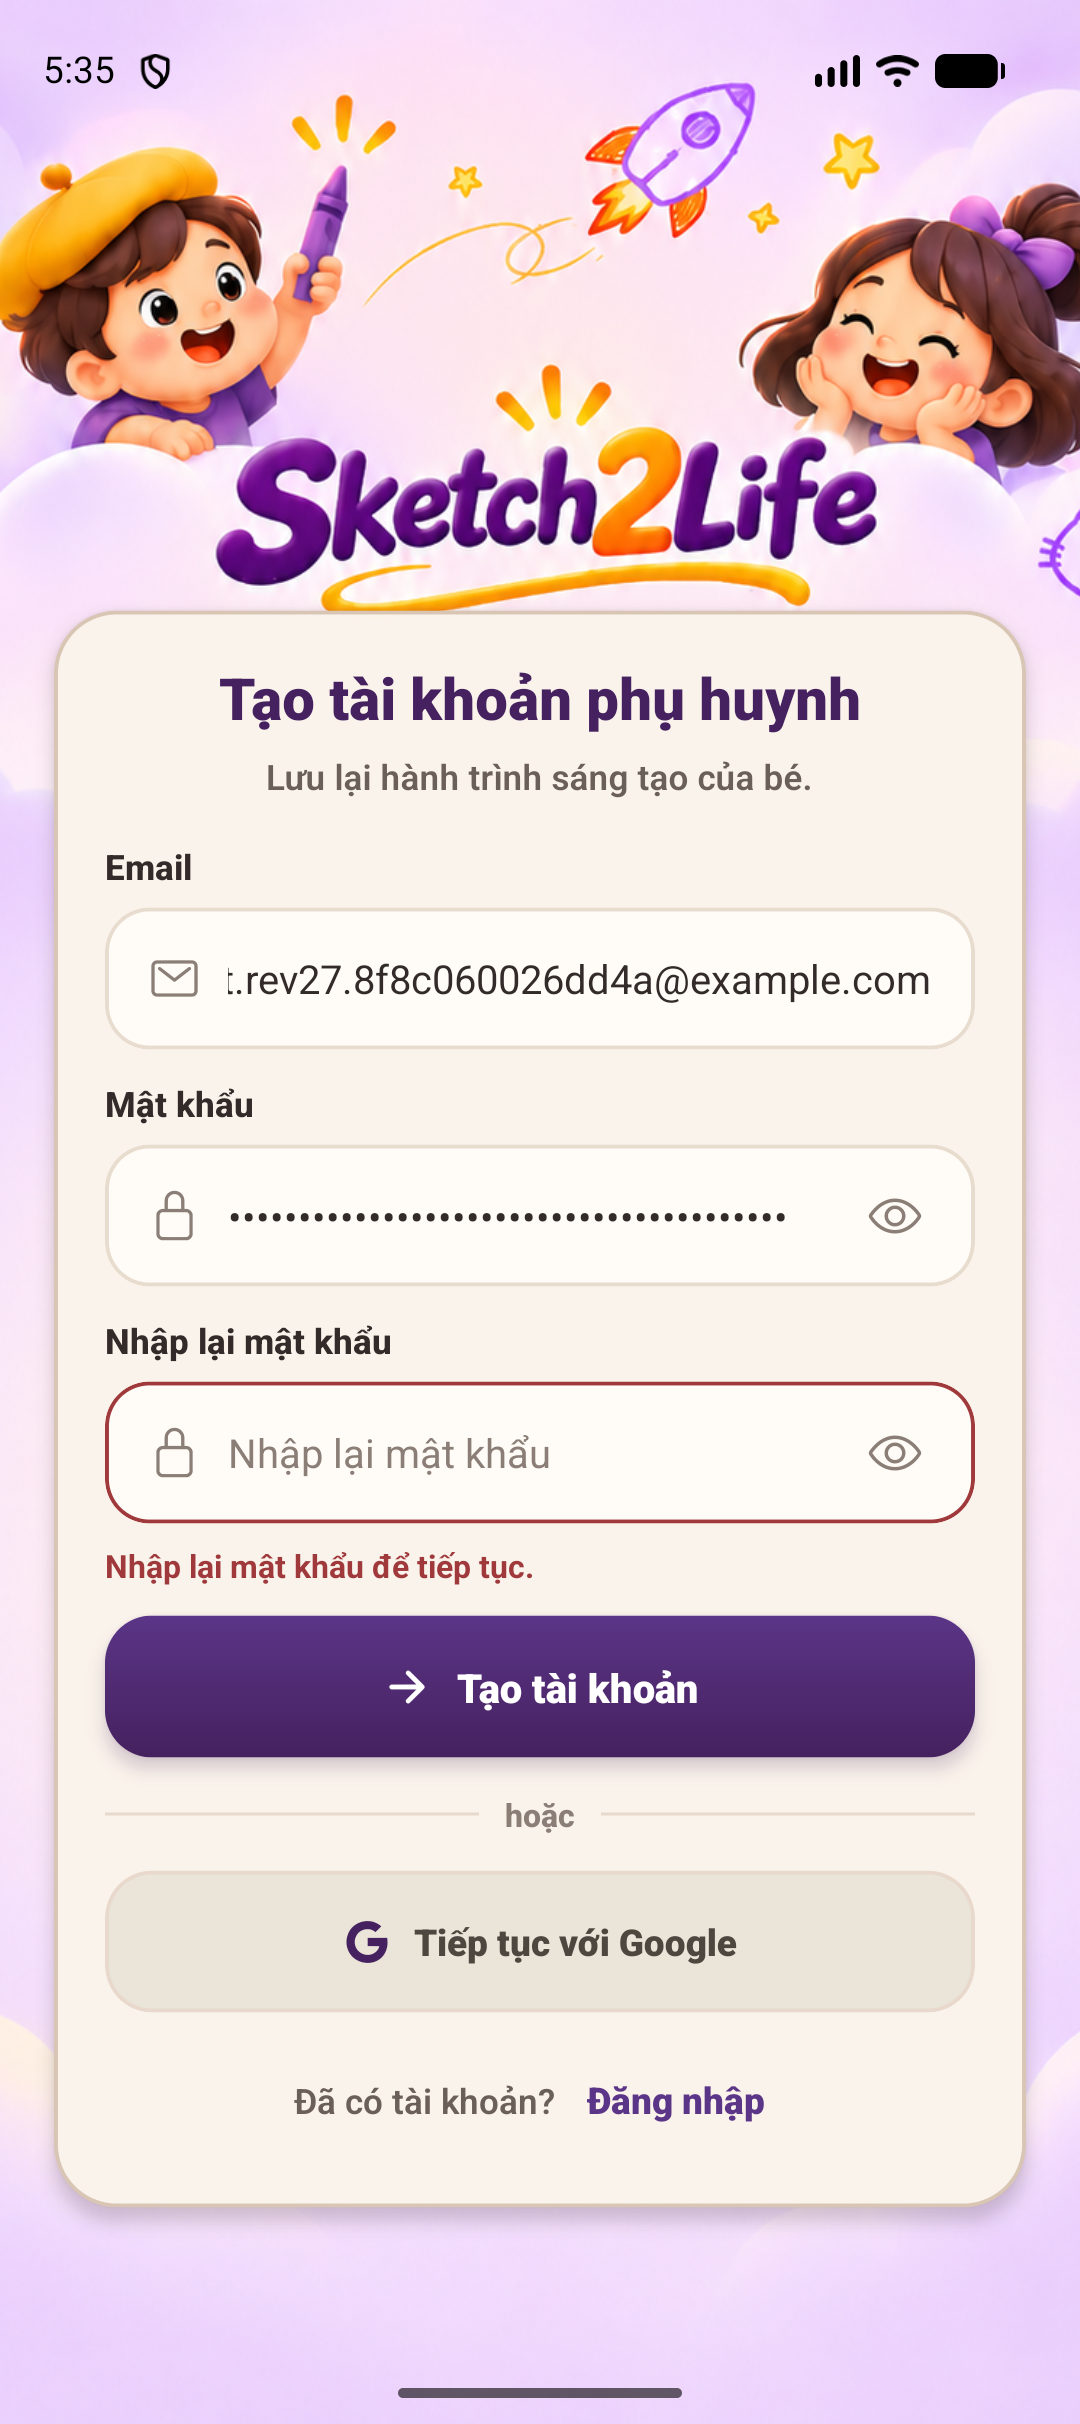 5:35
Sketch2Life
Tạo tài khoản phụ huynh
Lưu lại hành trình sáng tạo của bé.
Email
t.rev27.8f8c060026dd4a@example.com
Mật khẩu
••••••••••••••••••••••••••••••••••••••••
Nhập lại mật khẩu
Nhập lại mật khẩu
Nhập lại mật khẩu để tiếp tục.
Tạo tài khoản
hoặc
G Tiếp tục với Google
Đã có tài khoản? Đăng nhập